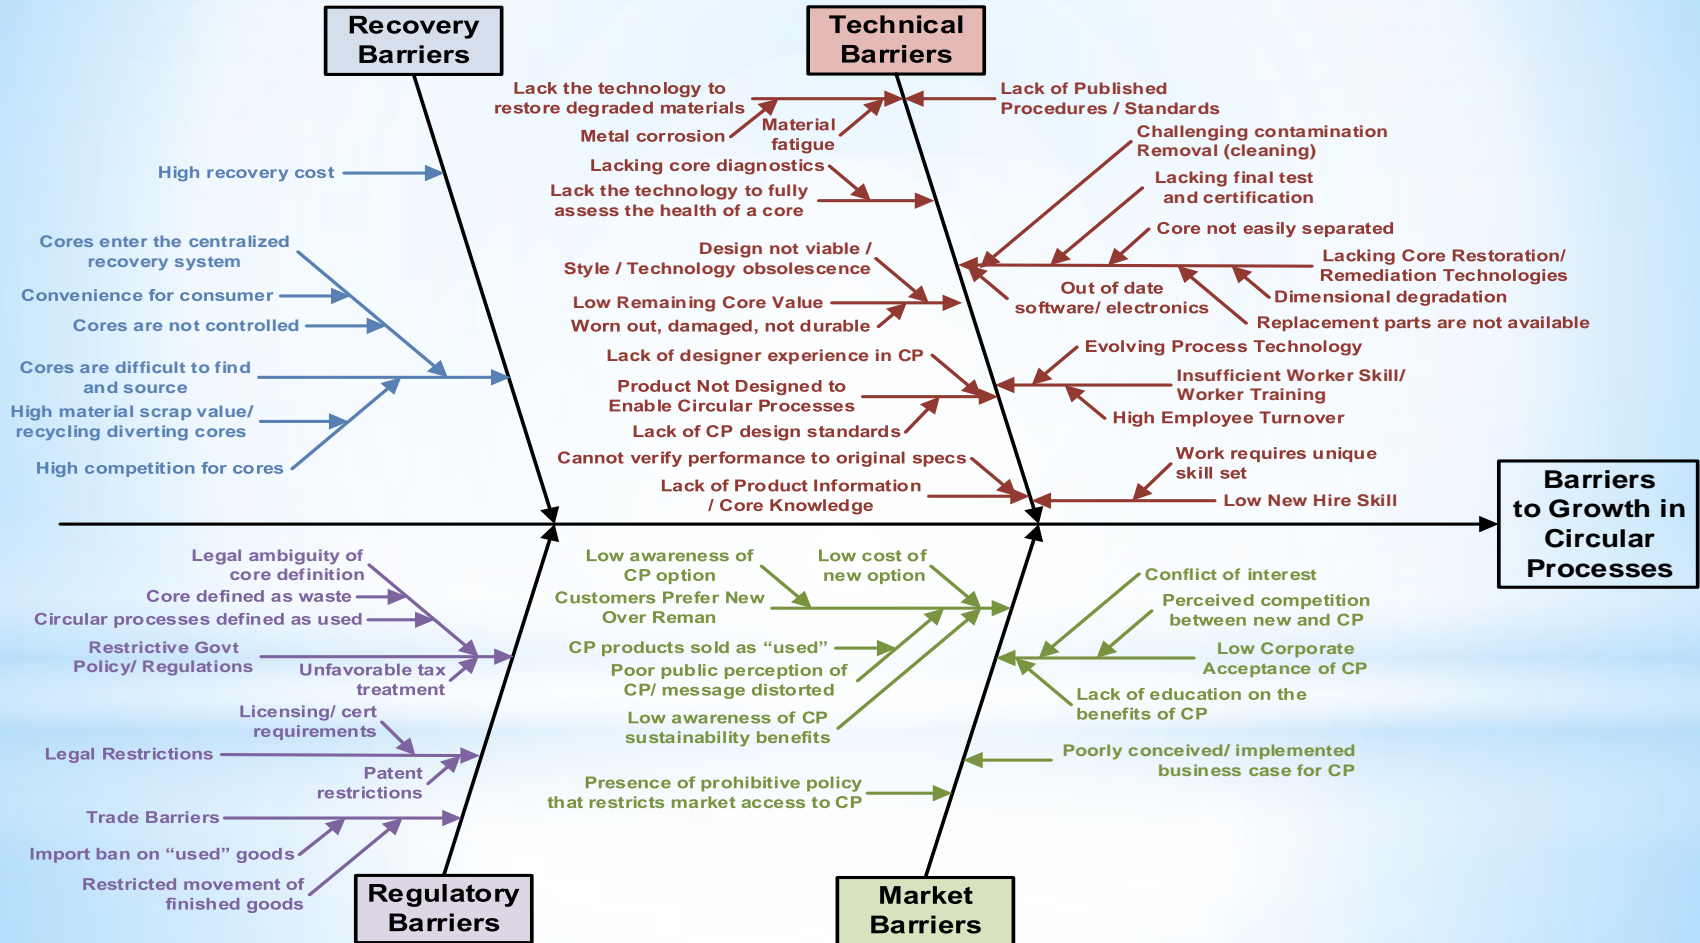 Recovery
Barriers
High recovery cost
Cores enter the centralized
recovery system
Convenience for consumer
Cores are not controlled
Cores are difficult to find
and source
High material scrap value/
recycling diverting cores
High competition for cores
Technical
Barriers
Lack the technology to
restore degraded materials
Metal corrosion
Material
fatigue
Lacking core diagnostics
Lack the technology to fully
assess the health of a core
Design not viable /
Style / Technology obsolescence
Low Remaining Core Value
Worn out, damaged, not durable
Lack of designer experience in CP
Product Not Designed to
Enable Circular Processes
Lack of CP design standards
Cannot verify performance to original specs
Lack of Product Information
/ Core Knowledge
Lack of Published
Procedures / Standards
Challenging contamination
Removal (cleaning)
Lacking final test
and certification
Core not easily separated
Lacking Core Restoration/
Remediation Technologies
Out of date
software/ electronics
Dimensional degradation
Replacement parts are not available
Evolving Process Technology
Insufficient Worker Skill/
Worker Training
High Employee Turnover
Work requires unique
skill set
Low New Hire Skill
Barriers
to Growth in
Circular
Processes
Legal ambiguity of
core definition
Core defined as waste
Circular processes defined as used
Restrictive Govt
Policy/ Regulations
Unfavorable tax
treatment
Licensing/ cert
requirements
Legal Restrictions
Patent
restrictions
Trade Barriers
Import ban on “used” goods
Restricted movement of
finished goods
Regulatory
Barriers
Low awareness of
CP option
Low cost of
new option
Customers Prefer New
Over Reman
CP products sold as “used”
Poor public perception of
CP/ message distorted
Low awareness of CP
sustainability benefits
Presence of prohibitive policy
that restricts market access to CP
Conflict of interest
Perceived competition
between new and CP
Low Corporate
Acceptance of CP
Lack of education on the
benefits of CP
Poorly conceived/ implemented
business case for CP
Market
Barriers